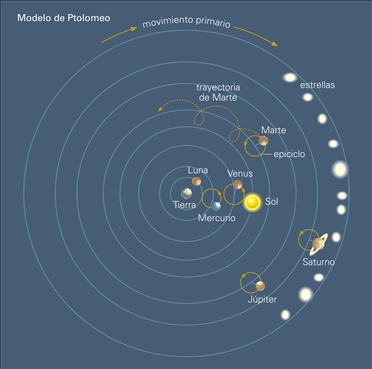 Modelo de Ptolomeo
movimiento primario
estrellas
trayectoria
de Marte
Marte
epiciclo
Luna
Venus
Tierra
Sol
Mercurio
Saturno
Júpiter